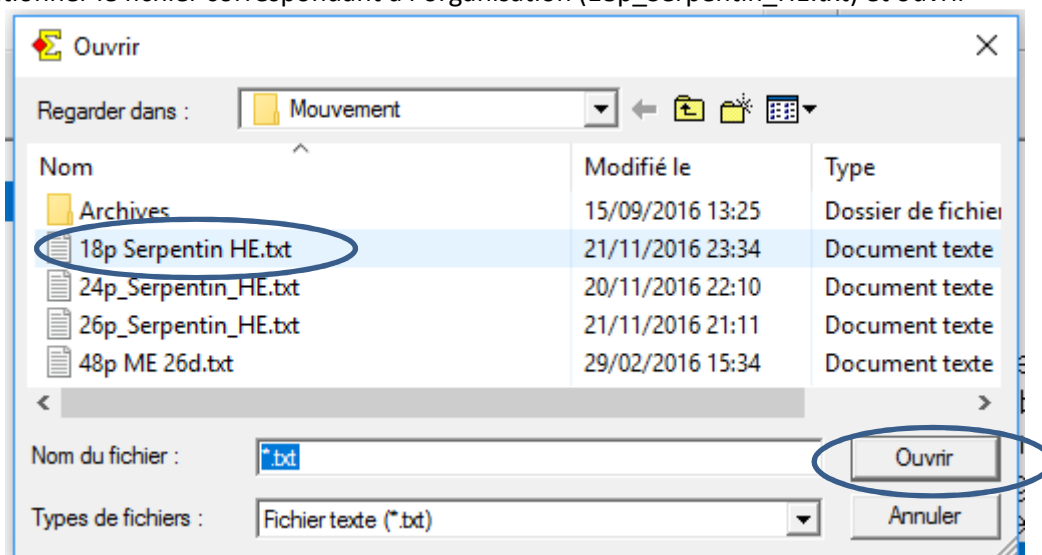 Ouvrir
Regarder dans : Mouvement
Nom Modifié le Type
Archives 15/09/2016 13:25 Dossier de fichier
18p Serpentin HE.txt 21/11/2016 23:34 Document texte
24p_Serpentin_HE.txt 20/11/2016 22:10 Document texte
26p_Serpentin_HE.txt 21/11/2016 21:11 Document texte
48p ME 26d.txt 29/02/2016 15:34 Document texte
Nom du fichier : *.txt Ouvrir
Types de fichiers : Fichier texte (*.txt) Annuler